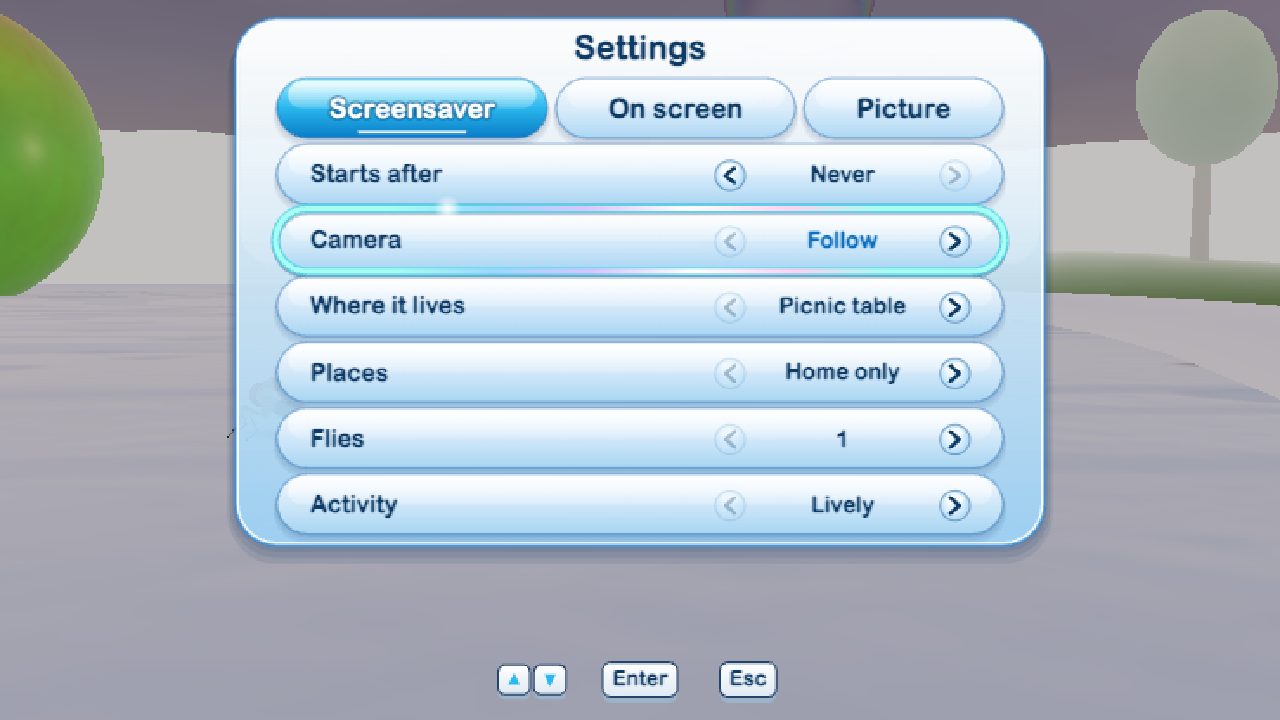 Settings
Screensaver On screen Picture
Starts after Never
Camera Follow
Where it lives Picnic table
Places Home only
Flies 1
Activity Lively
Enter Esc